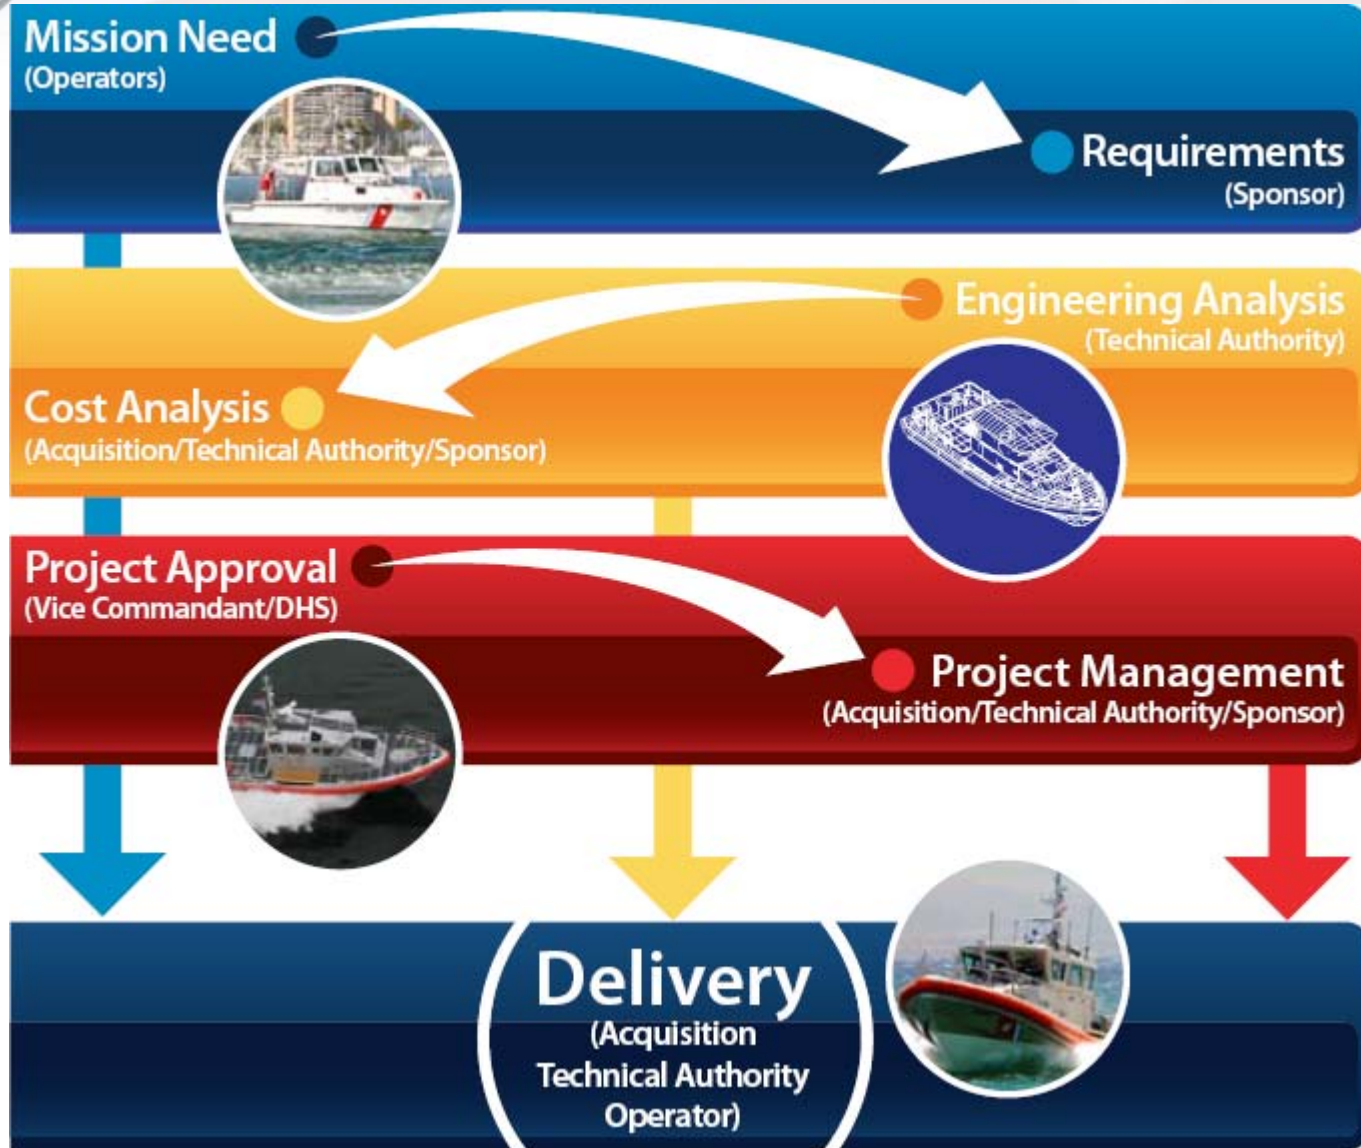 Mission Need
(Operators)
Requirements
(Sponsor)
Engineering Analysis
(Technical Authority)
Cost Analysis
(Acquisition/Technical Authority/Sponsor)
Project Approval
(Vice Commandant/DHS)
Project Management
(Acquisition/Technical Authority/Sponsor)
Delivery
(Acquisition
Technical Authority
Operator)